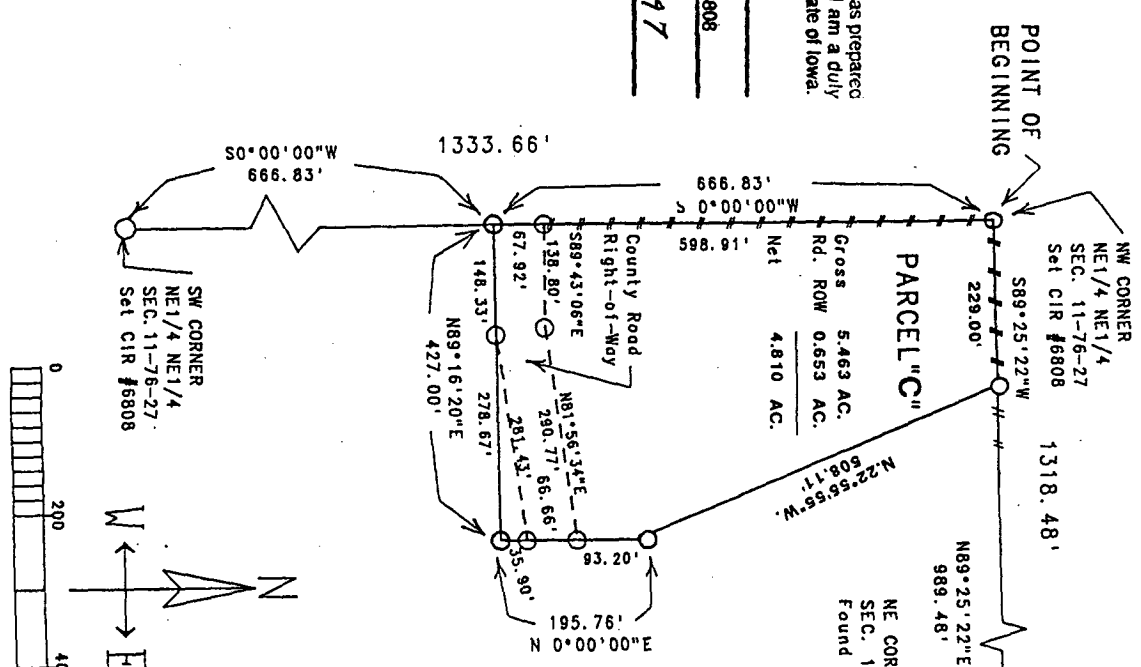 as prepared
am a duly
ate of Iowa.
808
97
POINT OF
BEGINNING
NW CORNER
NE1/4 NE1/4
SEC. 11-76-27
Set CIR #6808
1318.48'
N89°25'22"E
989.48'
NE COR
SEC. 1
Found
S89°25'22"W
229.00'
PARCEL "C"
Gross 5.463 AC.
Rd. ROW 0.653 AC.
Net 4.810 AC.
666.83'
S 0°00'00"W
598.91'
1333.66'
S0°00'00"W
666.83'
N.22°56'55"W.
508.11'
County Road
Right-of-Way
S89°43'06"E
138.80'
67.92'
148.33'
N81°56'34"E
290.77'
66.66'
281.43'
278.67'
N89°16'20"E
427.00'
93.20'
35.90'
195.76'
N 0°00'00"E
SW CORNER
NE1/4 NE1/4
SEC. 11-76-27
Set CIR #6808
0
200
40
W
N
E